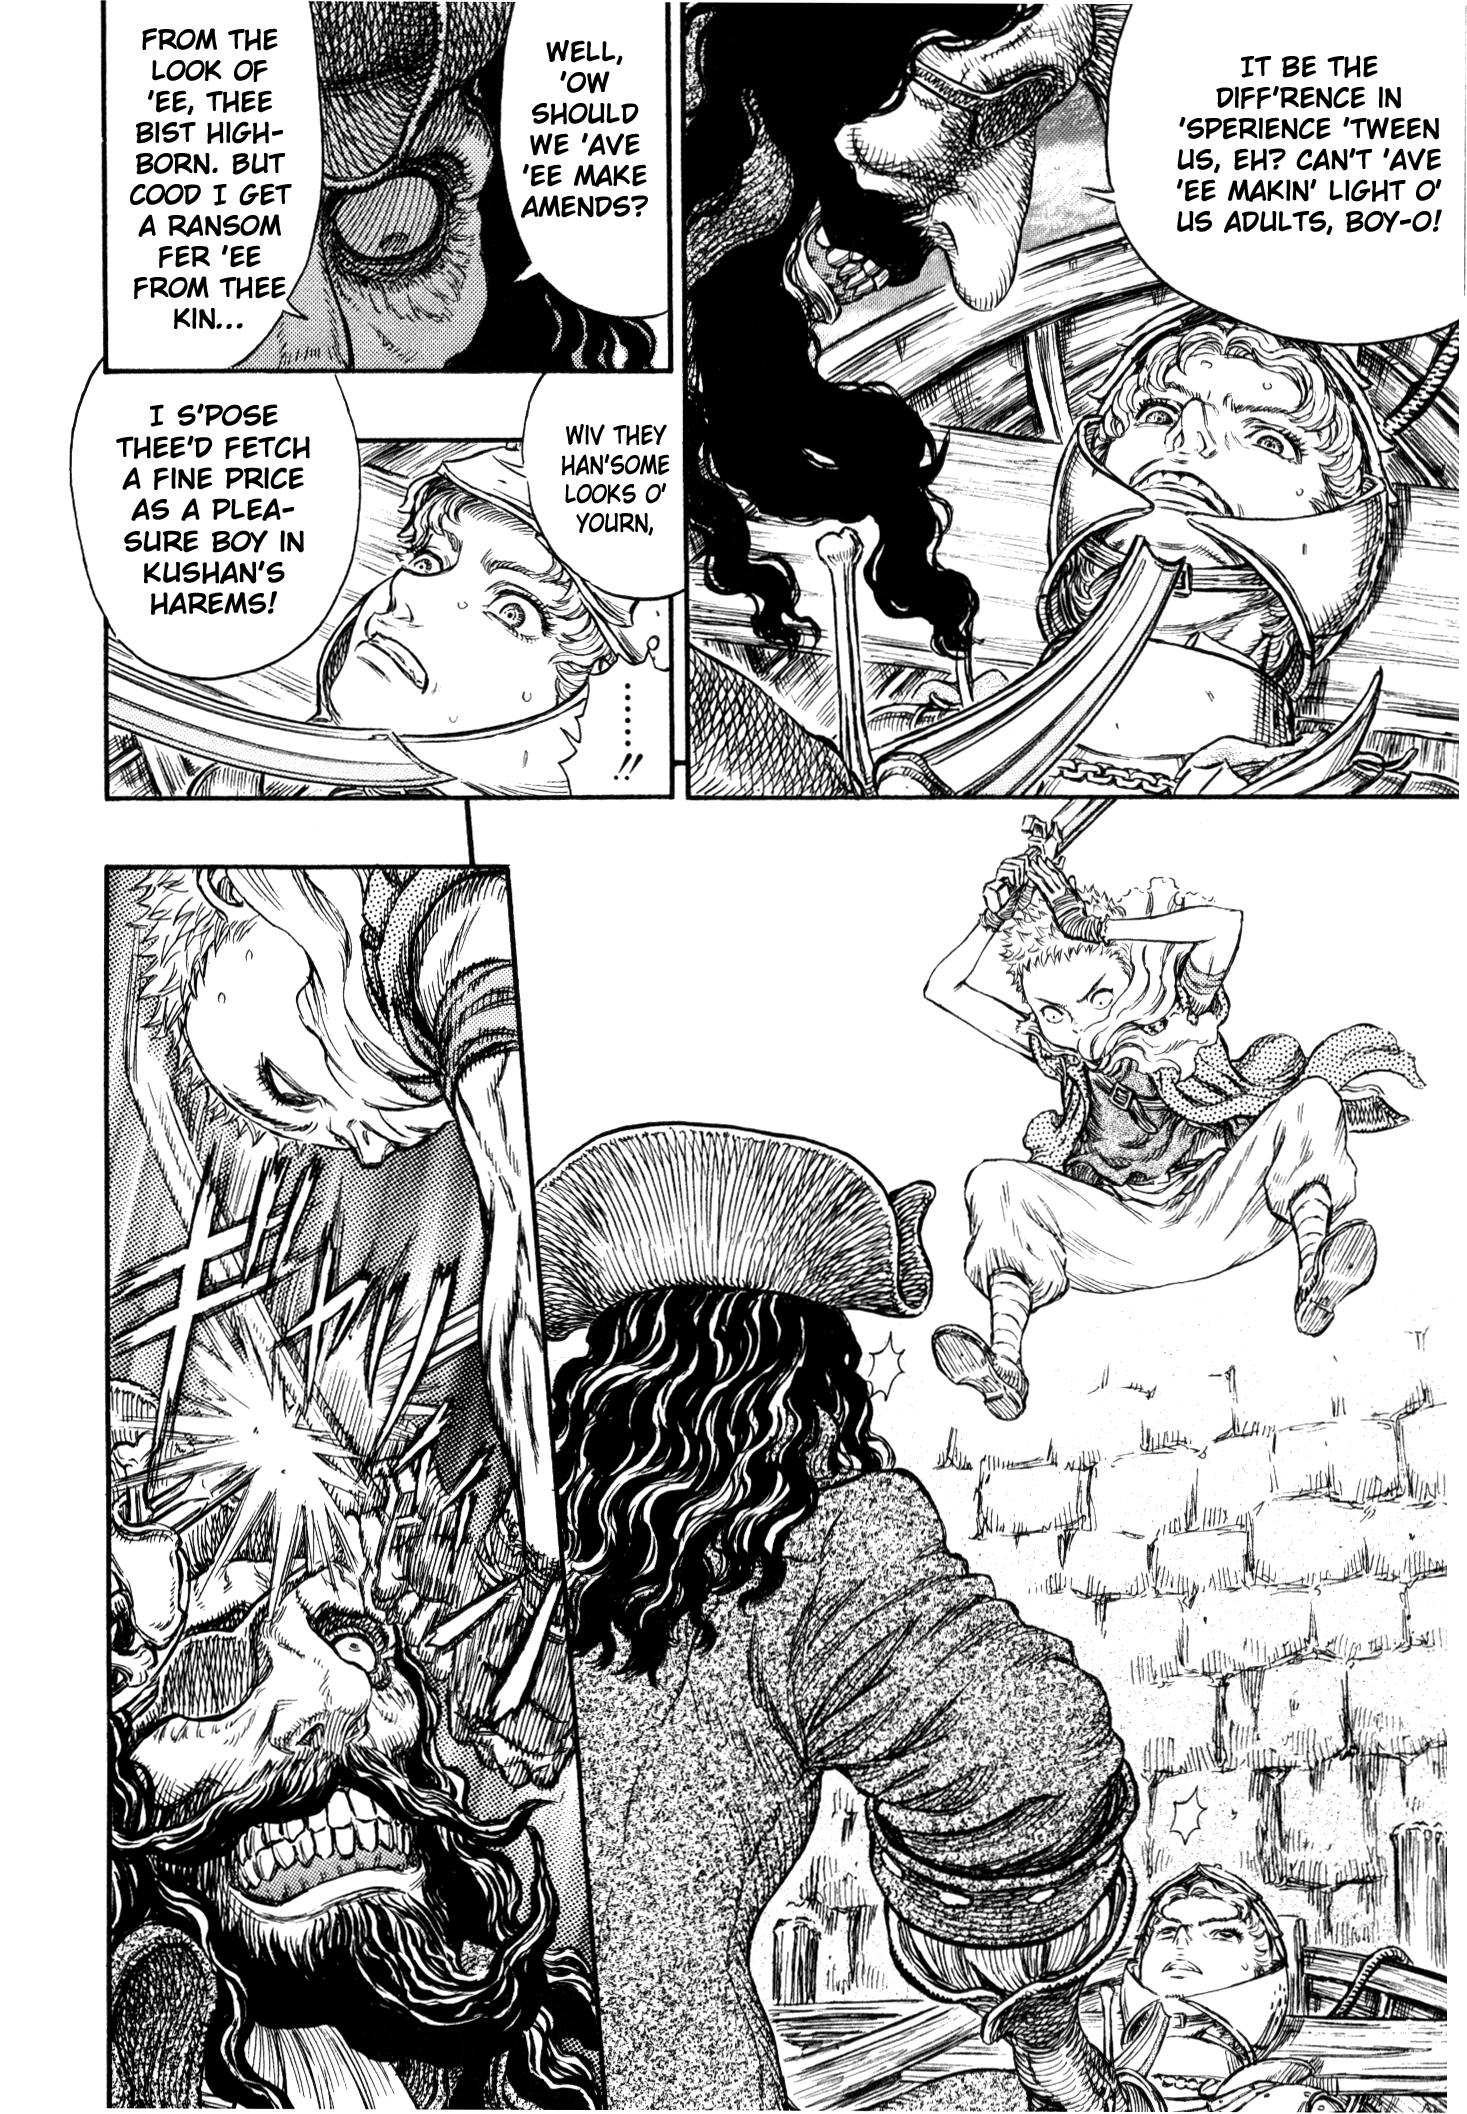 IT BE THE
DIFF'RENCE IN
'SPERIENCE 'TWEEN
US, EH? CAN'T 'AVE
'EE MAKIN' LIGHT O'
US ADULTS, BOY-O!
WELL,
'OW
SHOULD
WE 'AVE
'EE MAKE
AMENDS?
FROM THE
LOOK OF
'EE, THEE
BIST HIGH-
BORN. BUT
COOD I GET
A RANSOM
FER 'EE
FROM THEE
KIN...
WIV THEY
HAN'SOME
LOOKS O'
YOURN,
I S'POSE
THEE'D FETCH
A FINE PRICE
AS A PLEA-
SURE BOY IN
KUSHAN'S
HAREMS!
......!!